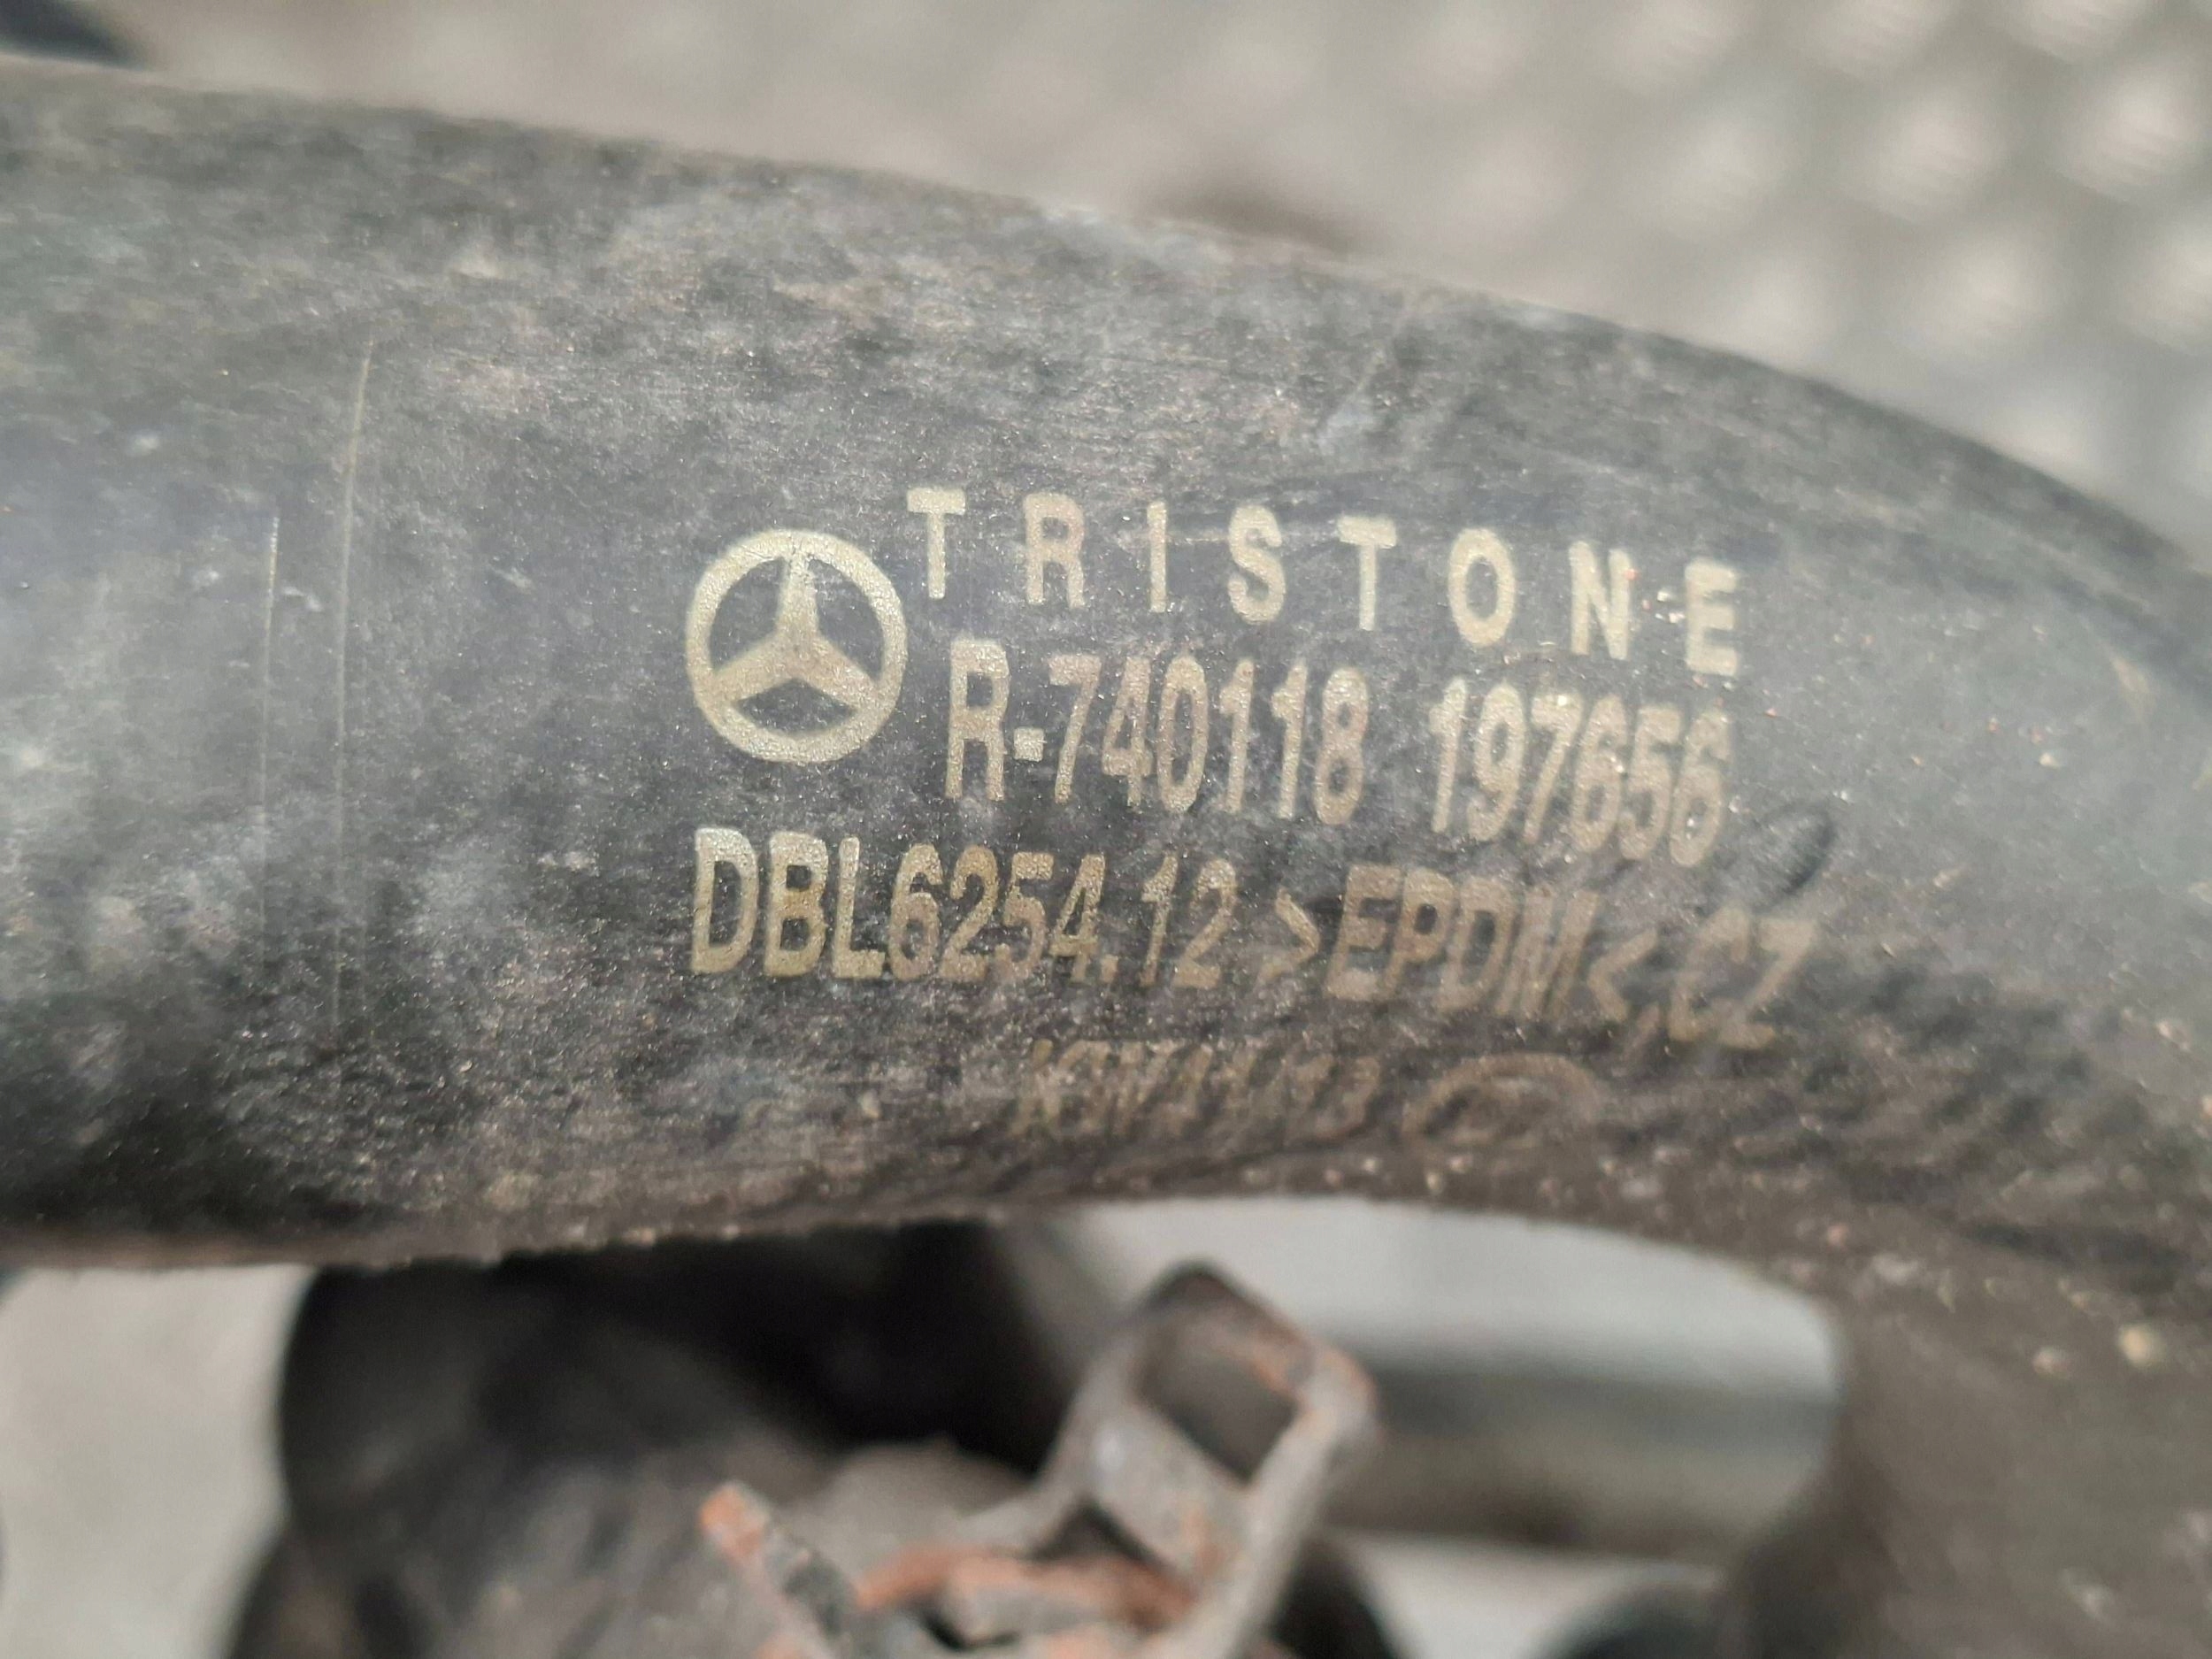 TRISTONE
R-740118 197656
DBL6254.12 >EPDM<,CZ